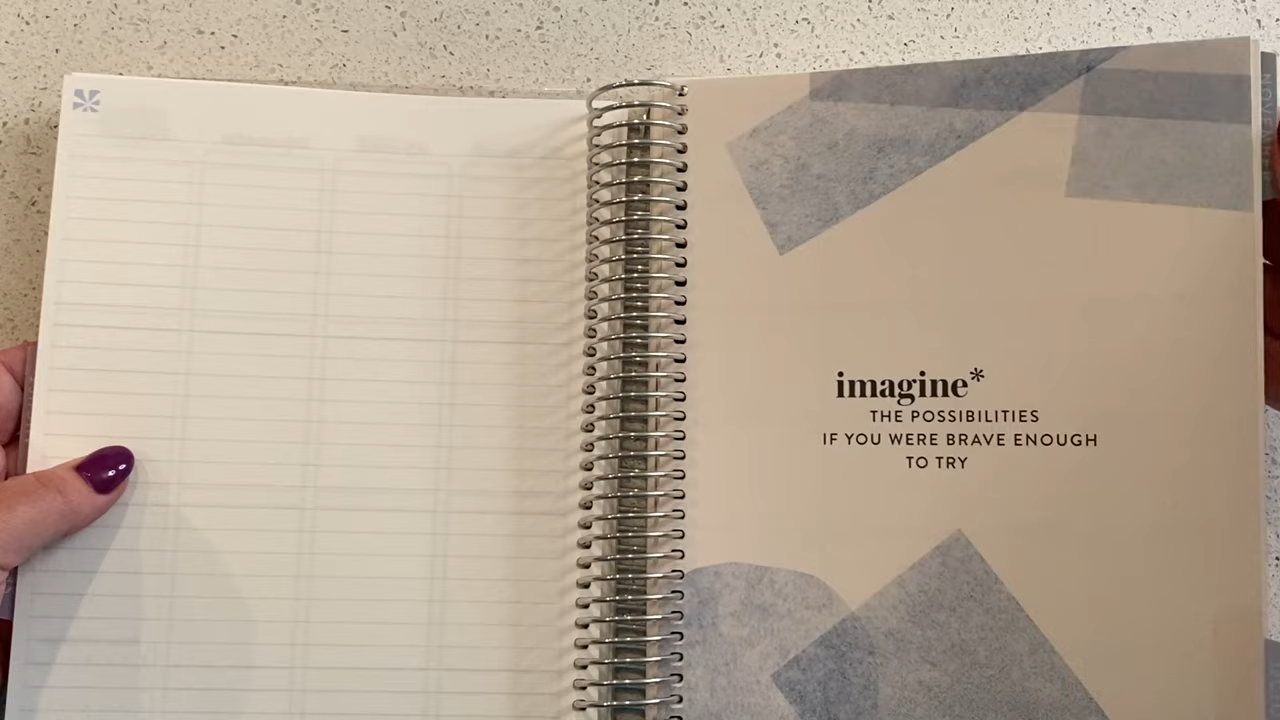 imagine*
THE POSSIBILITIES
IF YOU WERE BRAVE ENOUGH
TO TRY